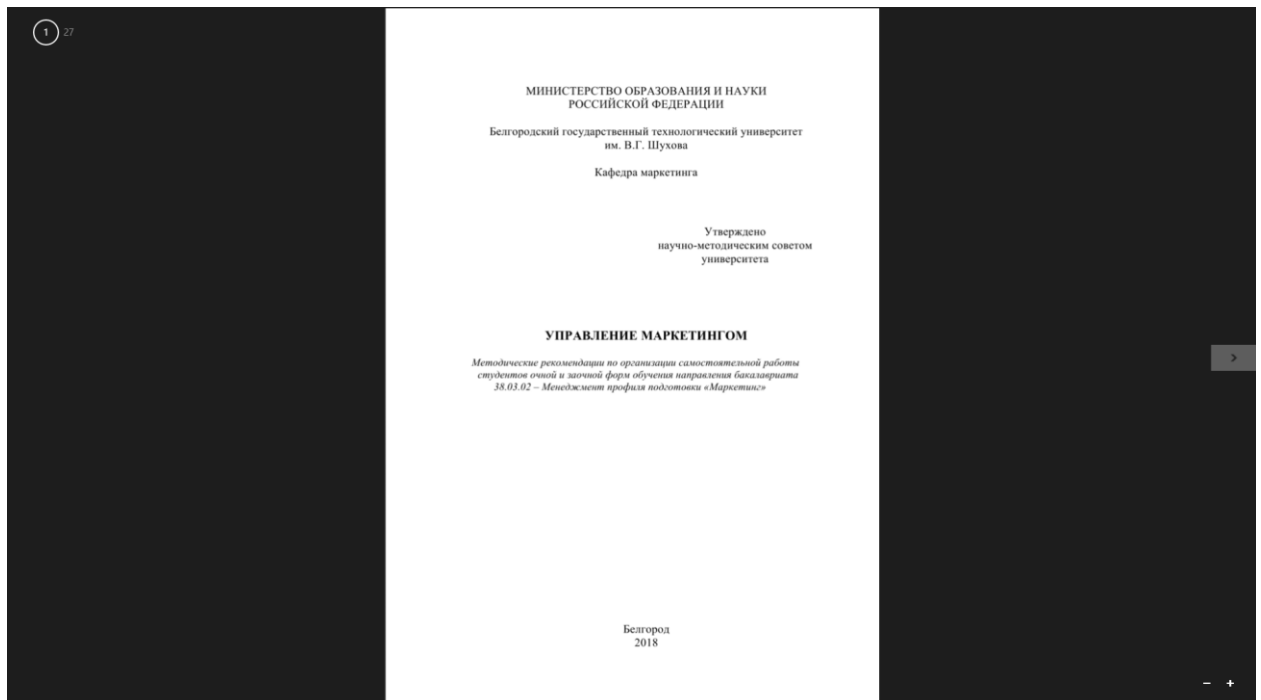 1 27
МИНИСТЕРСТВО ОБРАЗОВАНИЯ И НАУКИ
РОССИЙСКОЙ ФЕДЕРАЦИИ
Белгородский государственный технологический университет
им. В.Г. Шухова
Кафедра маркетинга
Утверждено
научно-методическим советом
университета
УПРАВЛЕНИЕ МАРКЕТИНГОМ
Методические рекомендации по организации самостоятельной работы
студентов очной и заочной форм обучения направления бакалавриата
38.03.02 – Менеджмент профиля подготовки «Маркетинг»
Белгород
2018